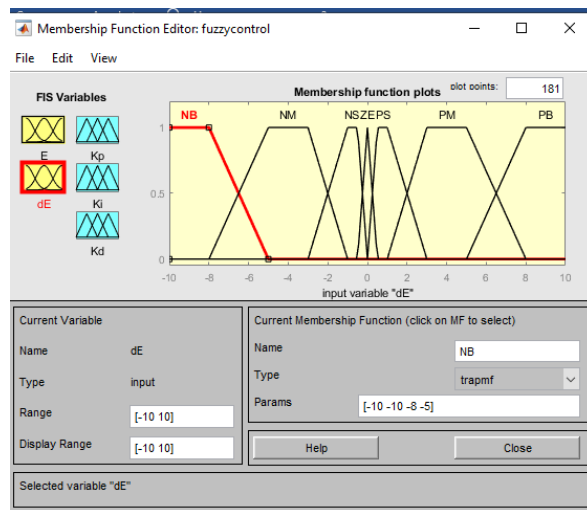 Membership Function Editor: fuzzycontrol
File Edit View
FIS Variables
E
Kp
dE
Ki
Kd
Membership function plots
plot points:
181
NB NM NS ZE PS PM PB
1
0.5
0
-10 -8 -6 -4 -2 0 2 4 6 8 10
input variable "dE"
Current Variable
Name dE
Type input
Range [-10 10]
Display Range [-10 10]
Current Membership Function (click on MF to select)
Name NB
Type trapmf
Params [-10 -10 -8 -5]
Help Close
Selected variable "dE"